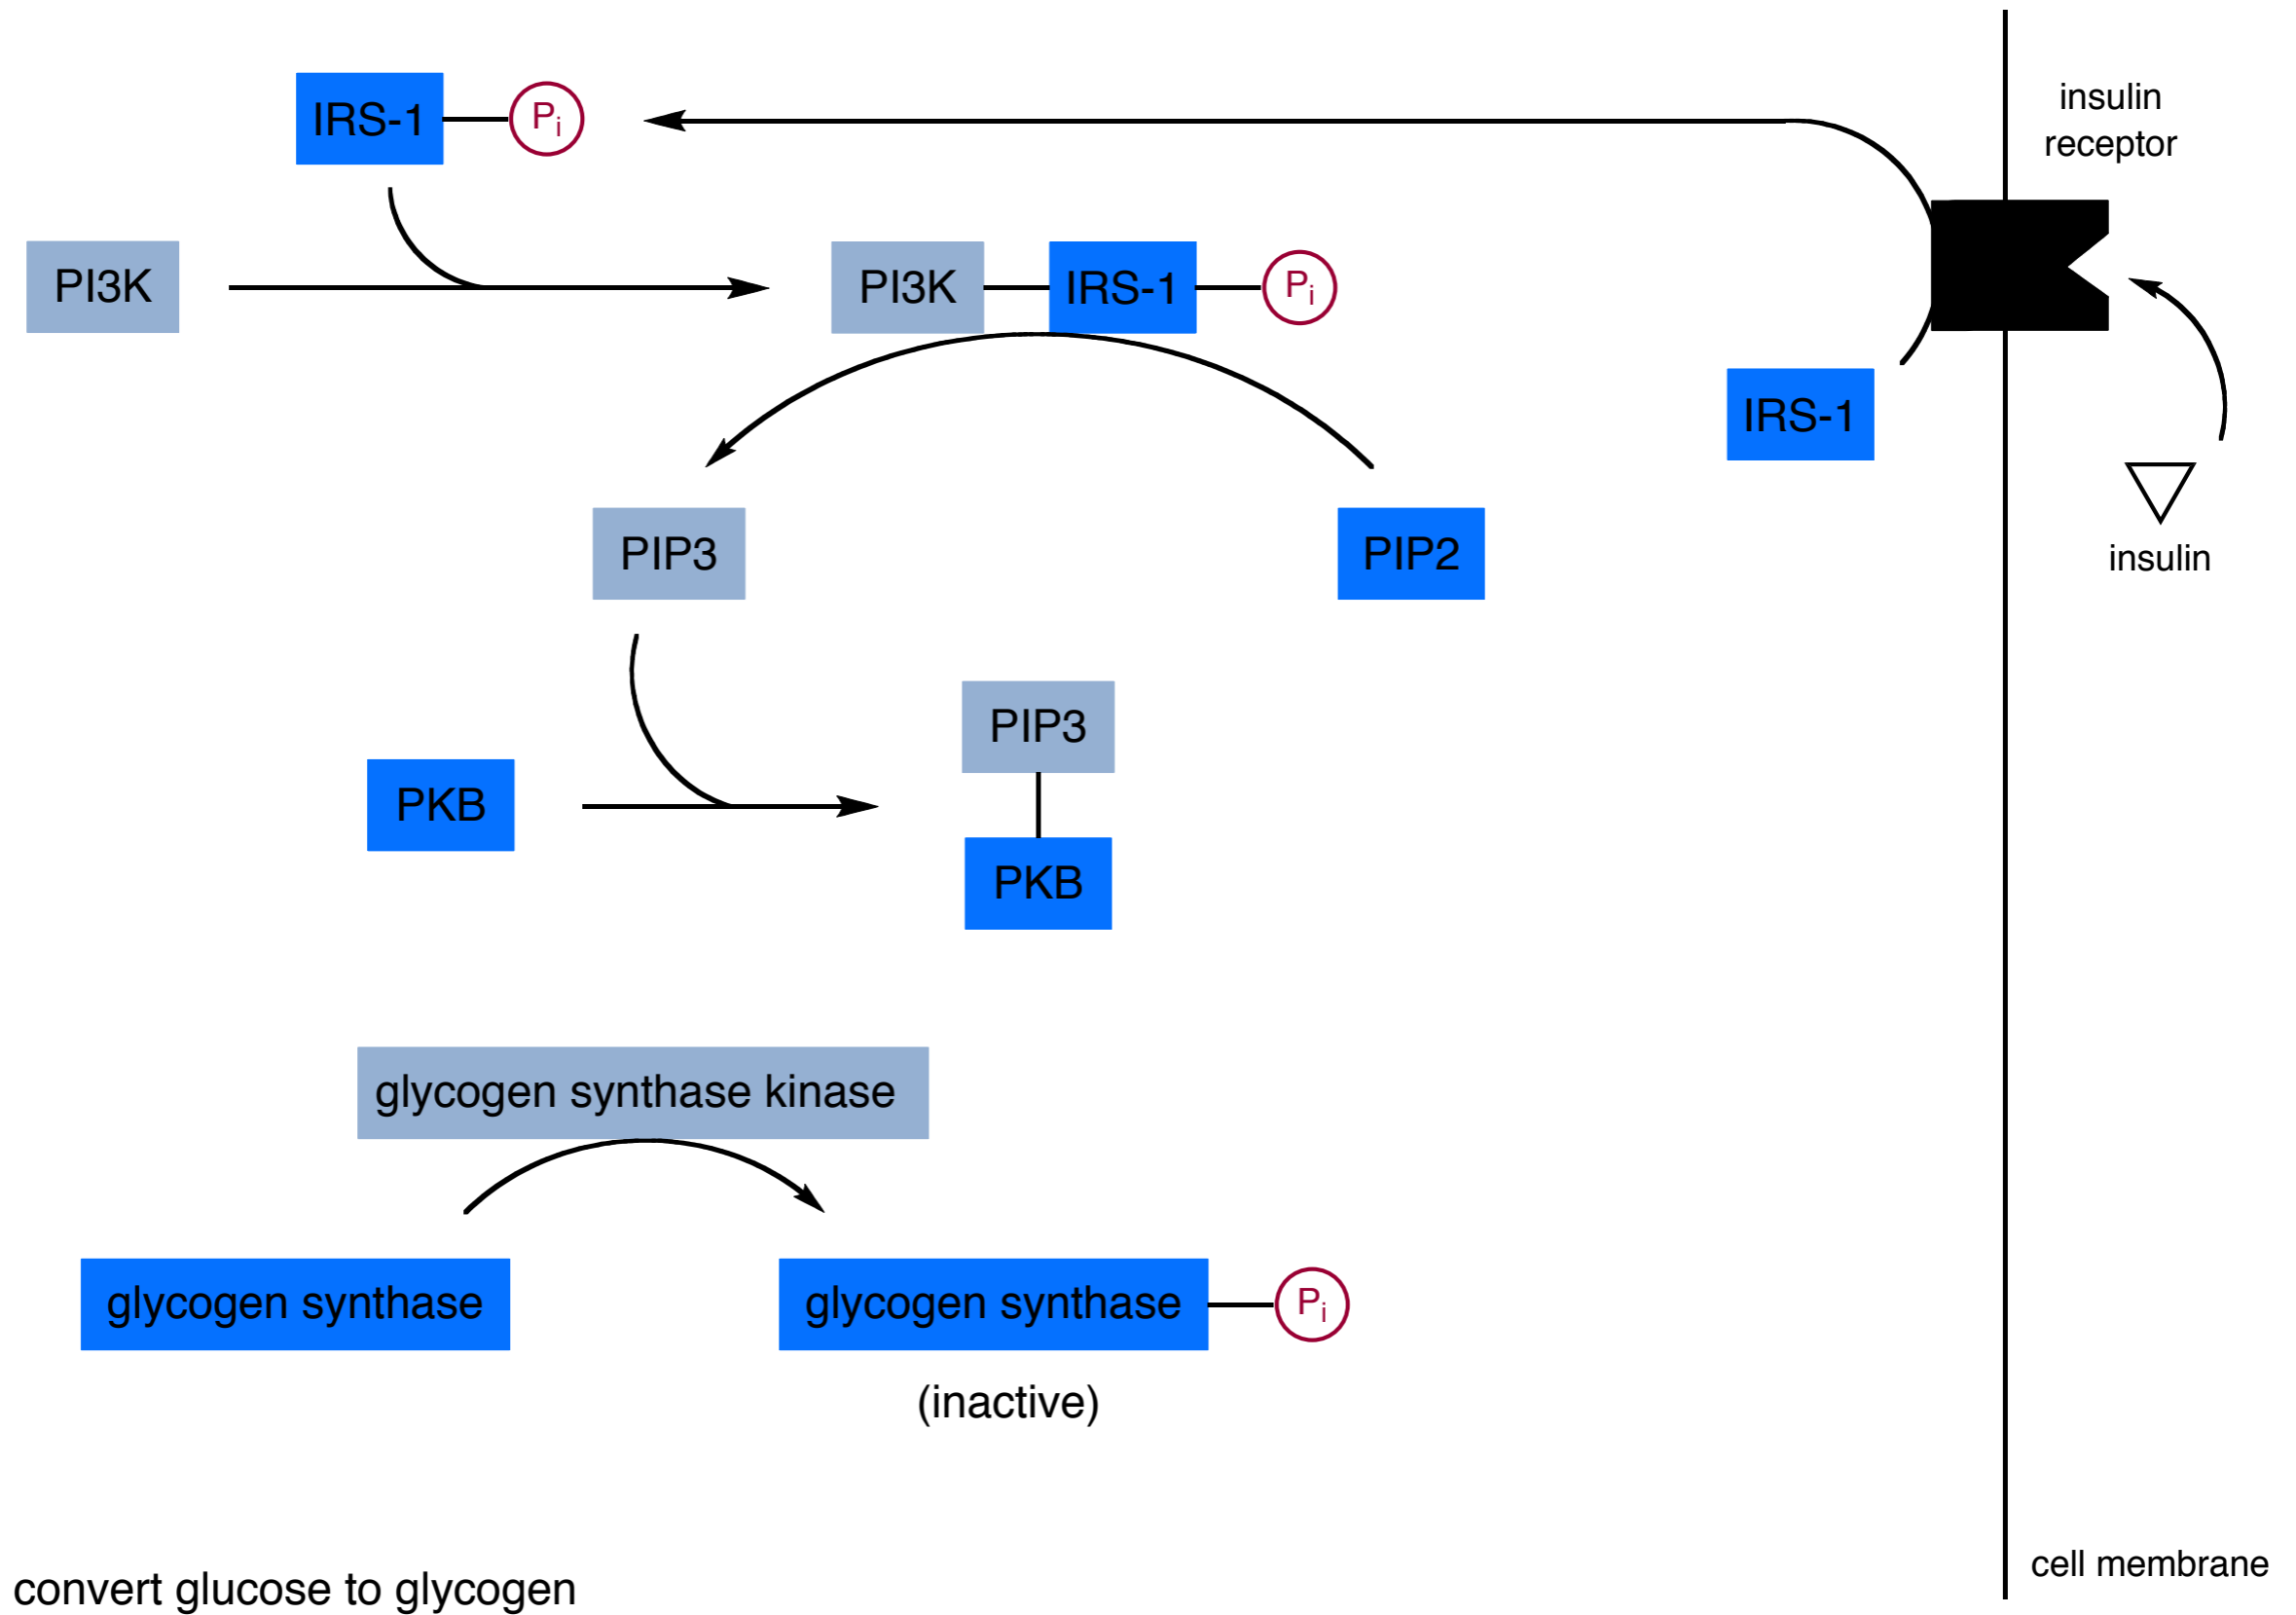 insulin
receptor
IRS-1
Pi
PI3K
PI3K
IRS-1
Pi
IRS-1
insulin
PIP3
PIP2
PIP3
PKB
PKB
glycogen synthase kinase
glycogen synthase
glycogen synthase
Pi
(inactive)
convert glucose to glycogen
cell membrane